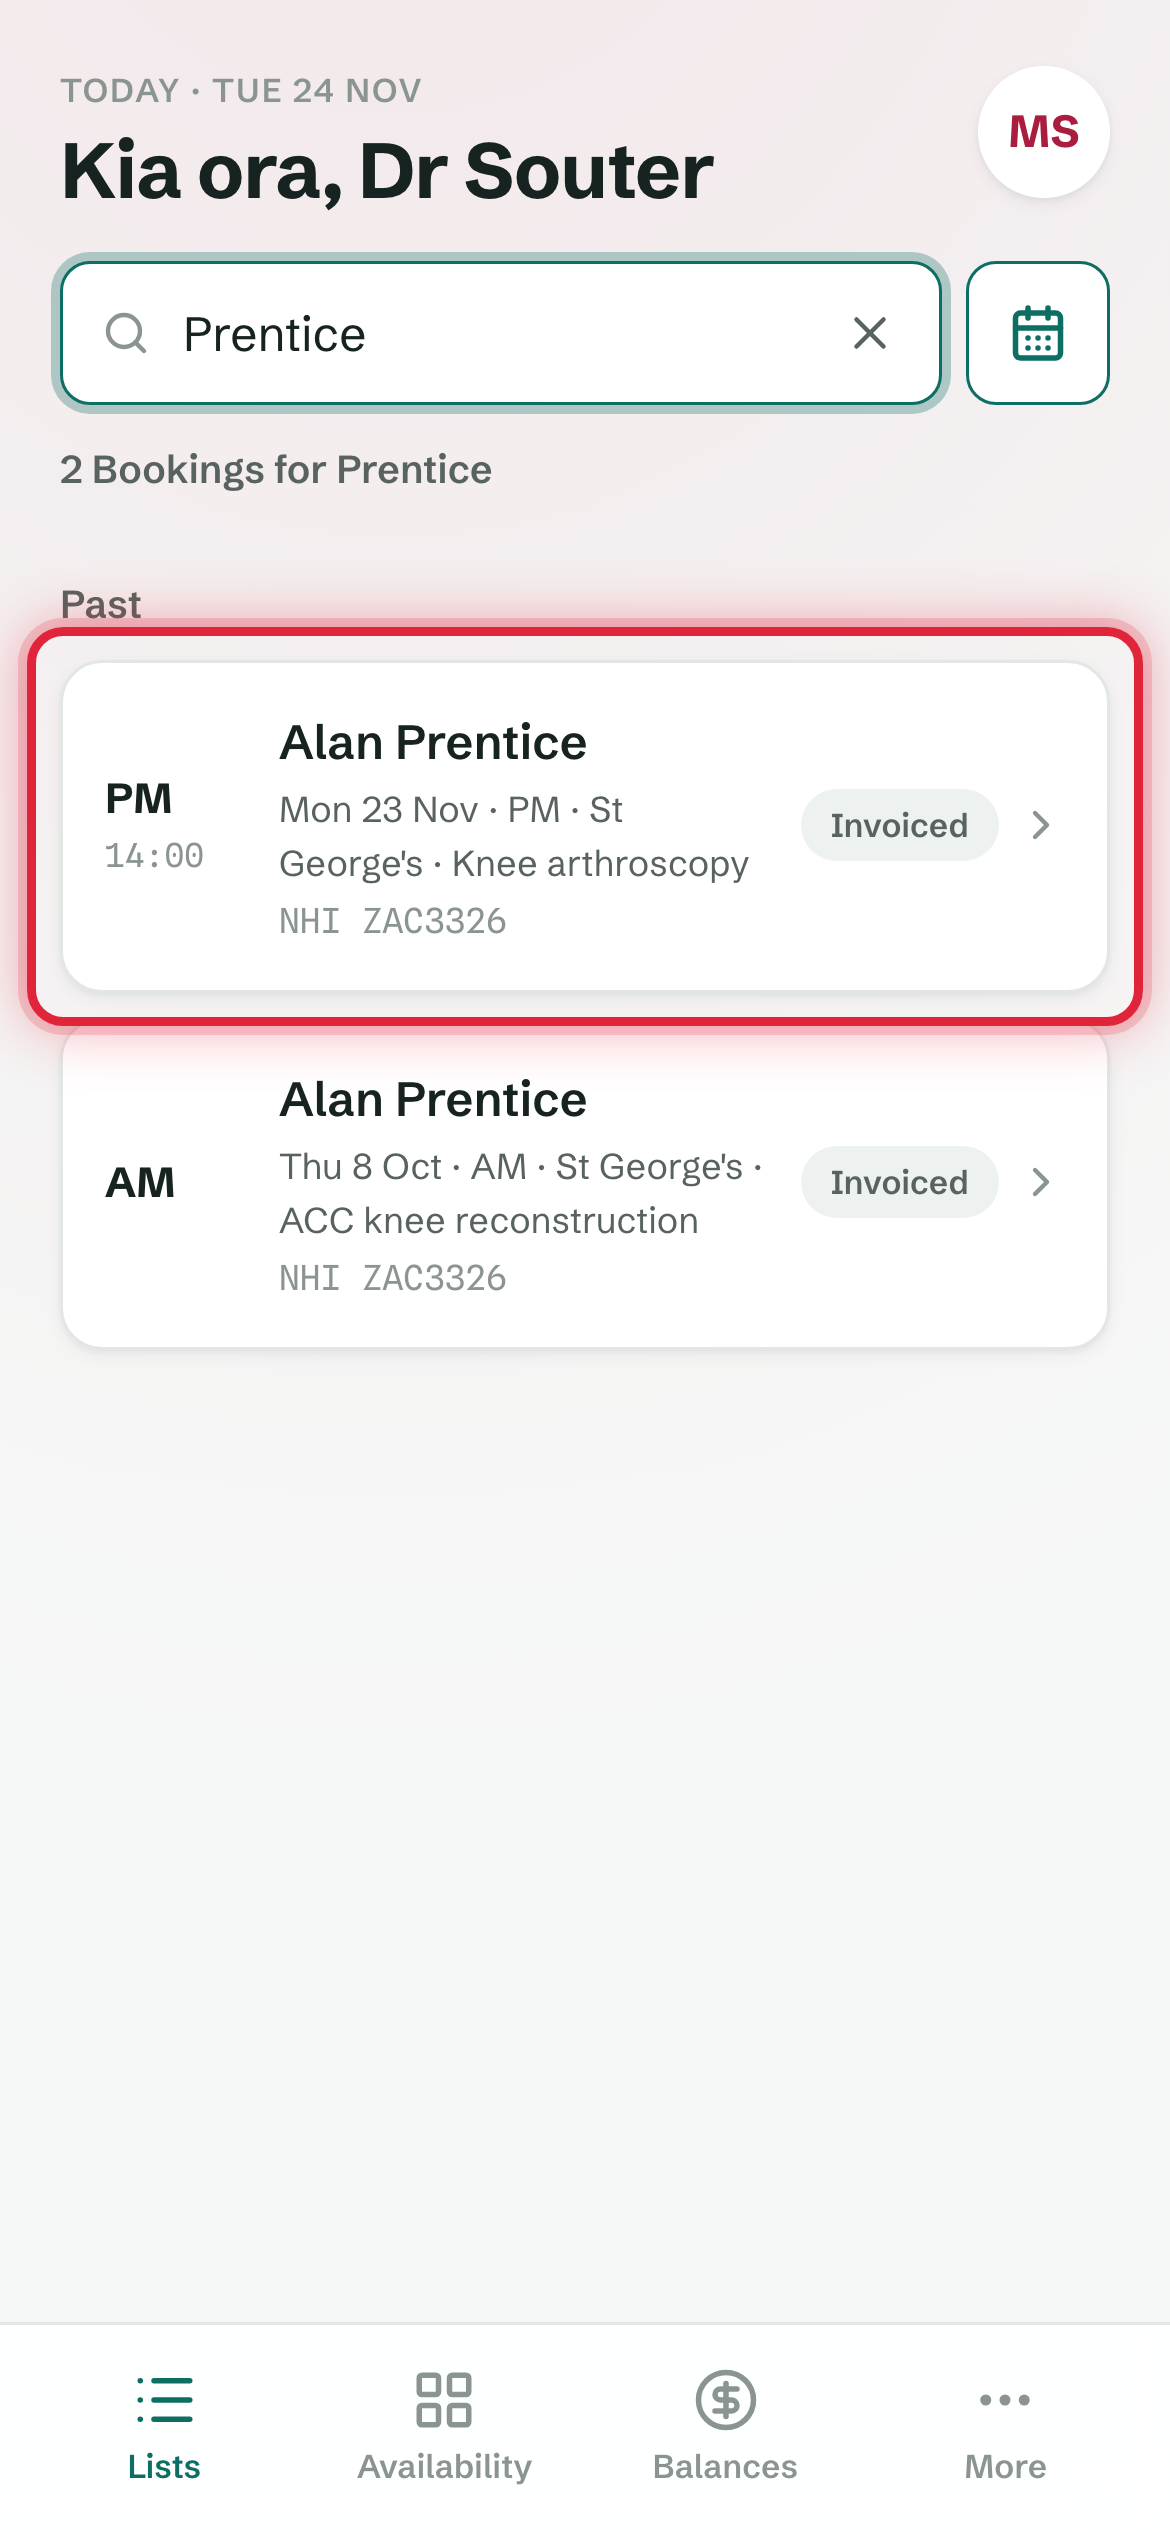 TODAY · TUE 24 NOV
Kia ora, Dr Souter
MS
Prentice
2 Bookings for Prentice
Past
Alan Prentice
PM
14:00
Mon 23 Nov · PM · St
George's · Knee arthroscopy
NHI ZAC3326
Invoiced
Alan Prentice
AM
Thu 8 Oct · AM · St George's ·
ACC knee reconstruction
NHI ZAC3326
Invoiced
Lists
Availability
Balances
More